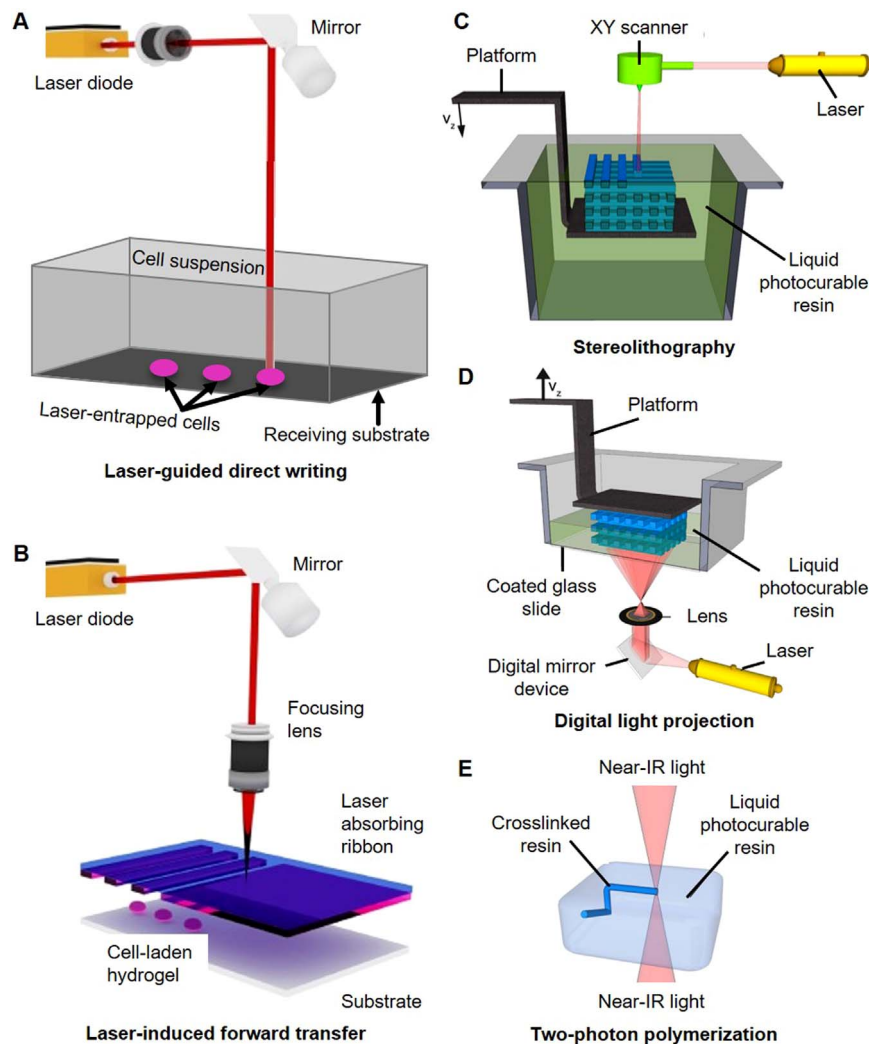 A
Mirror
Laser diode
Cell suspension
Laser-entrapped cells
Receiving substrate
Laser-guided direct writing
B
Mirror
Laser diode
Focusing
lens
Laser
absorbing
ribbon
Cell-laden
hydrogel
Substrate
Laser-induced forward transfer
C
XY scanner
Platform
Laser
Vz
Liquid
photocurable
resin
Stereolithography
D
Vz
Platform
Coated glass
slide
Liquid
photocurable
resin
Lens
Laser
Digital mirror
device
Digital light projection
E
Near-IR light
Crosslinked
resin
Liquid
photocurable
resin
Near-IR light
Two-photon polymerization